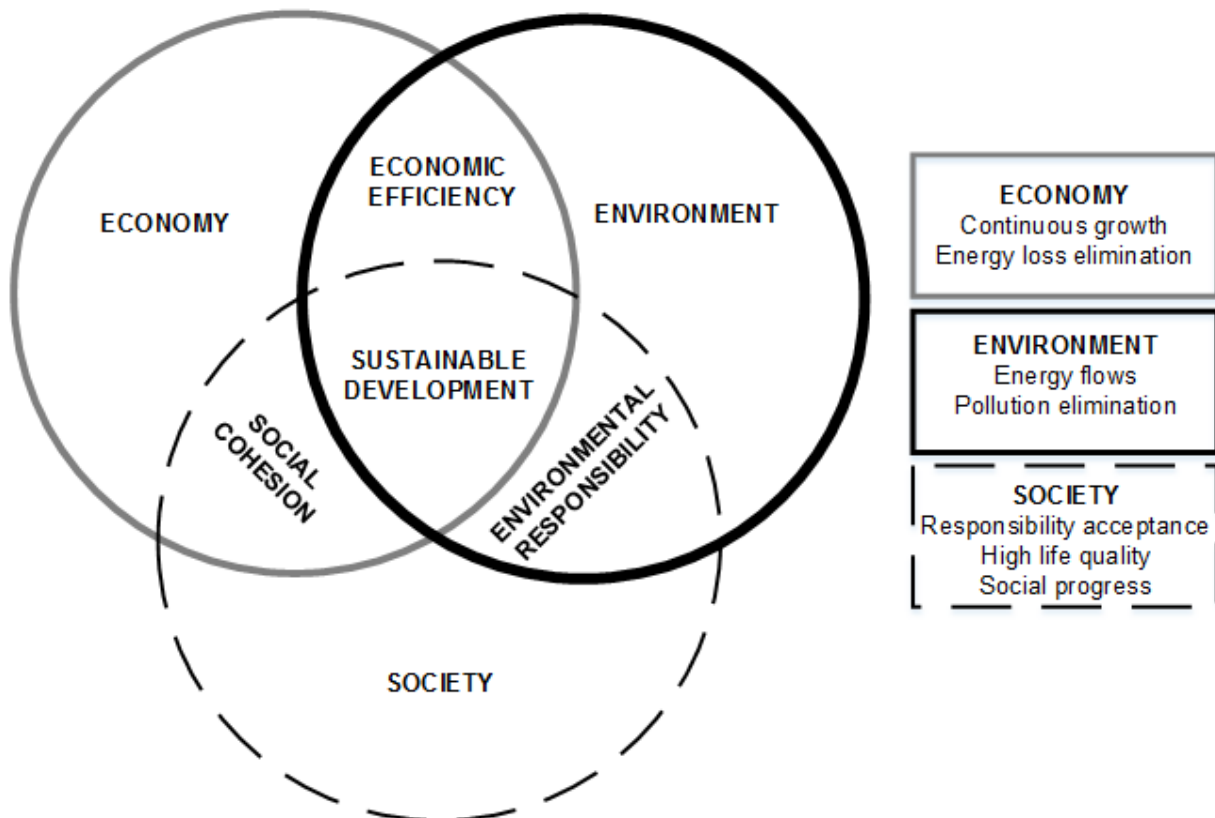 ECONOMIC
EFFICIENCY
ECONOMY
ENVIRONMENT
SUSTAINABLE
DEVELOPMENT
SOCIAL
COHESION
ENVIRONMENTAL
RESPONSIBILITY
SOCIETY
ECONOMY
Continuous growth
Energy loss elimination
ENVIRONMENT
Energy flows
Pollution elimination
SOCIETY
Responsibility acceptance
High life quality
Social progress